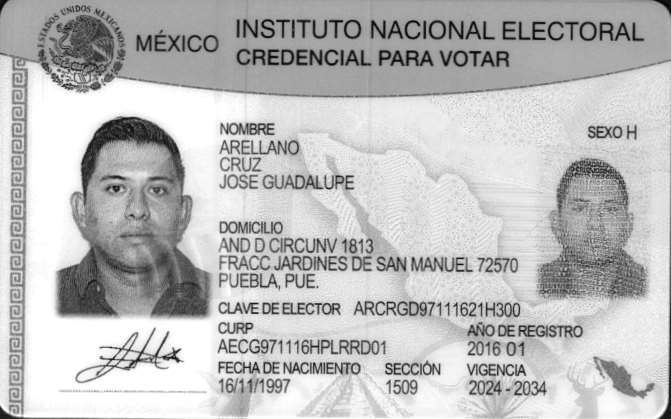 ESTADOS UNIDOS MEXICANOS
MÉXICO
INSTITUTO NACIONAL ELECTORAL
CREDENCIAL PARA VOTAR
NOMBRE
SEXO H
ARELLANO
CRUZ
JOSE GUADALUPE
DOMICILIO
AND D CIRCUNV 1813
FRACC JARDINES DE SAN MANUEL 72570
PUEBLA, PUE.
CLAVE DE ELECTOR ARCRGD97111621H300
CURP
AECG971116HPLRRD01
AÑO DE REGISTRO
2016 01
FECHA DE NACIMIENTO
16/11/1997
SECCIÓN
1509
VIGENCIA
2024 - 2034